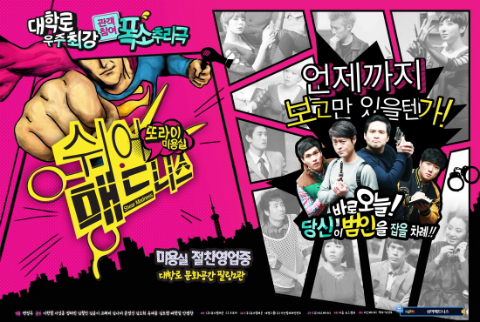 대학로
우주최강
관객
참여
폭소추리극
또라이
미용실
쉬어
매드니스
Shear Madness
미용실 절찬영업중
대학로 문화공간 필링2관
언제까지
보고만 있을텐가!
바로 오늘!
당신이 범인을 잡을 차례!!